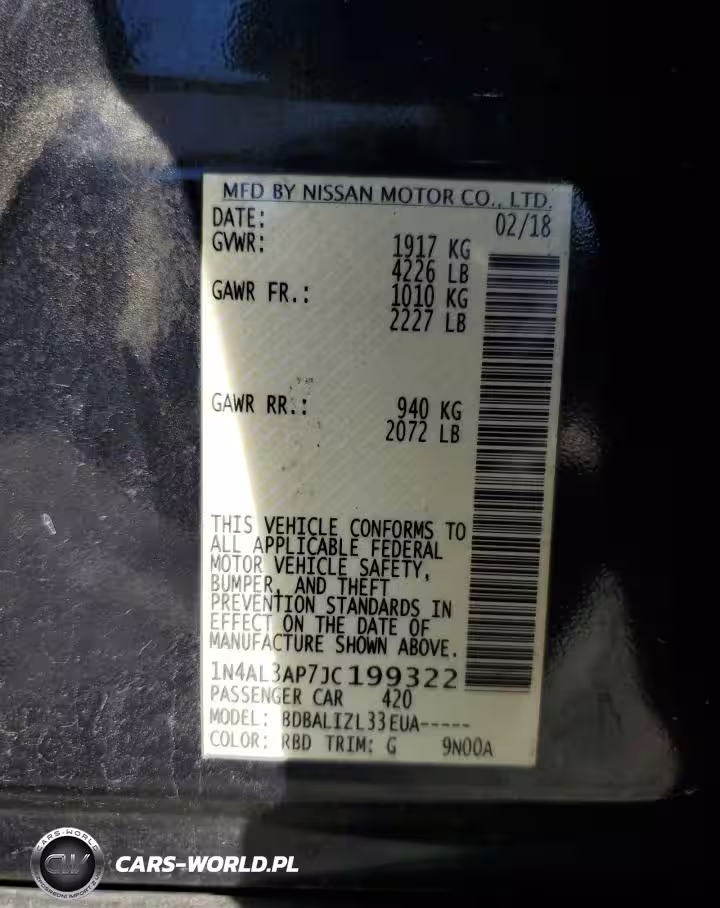 MFD BY NISSAN MOTOR CO., LTD.
DATE: 02/18
GVWR: 1917 KG
4226 LB
GAWR FR.: 1010 KG
2227 LB
GAWR RR.: 940 KG
2072 LB
THIS VEHICLE CONFORMS TO
ALL APPLICABLE FEDERAL
MOTOR VEHICLE SAFETY,
BUMPER, AND THEFT
PREVENTION STANDARDS IN
EFFECT ON THE DATE OF
MANUFACTURE SHOWN ABOVE.
1N4AL3AP7JC199322
PASSENGER CAR 420
MODEL: BDBALIZL33EUA-----
COLOR: RBD TRIM: G 9N00A
CARS-WORLD
CW
CARS-WORLD.PL